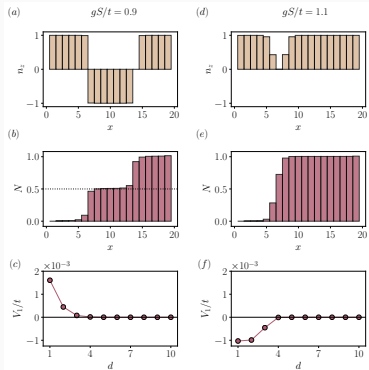 (a) gS/t = 0.9
1
0
−1
n_z
0 5 10 15 20
x
(b)
1.0
0.5
0.0
N
0 5 10 15 20
x
(c) ×10⁻³
2
1
0
−1
V_1/t
1 4 7 10
d
(d) gS/t = 1.1
1
0
−1
n_z
0 5 10 15 20
x
(e)
1.0
0.5
0.0
N
0 5 10 15 20
x
(f) ×10⁻³
2
1
0
−1
V_1/t
1 4 7 10
d